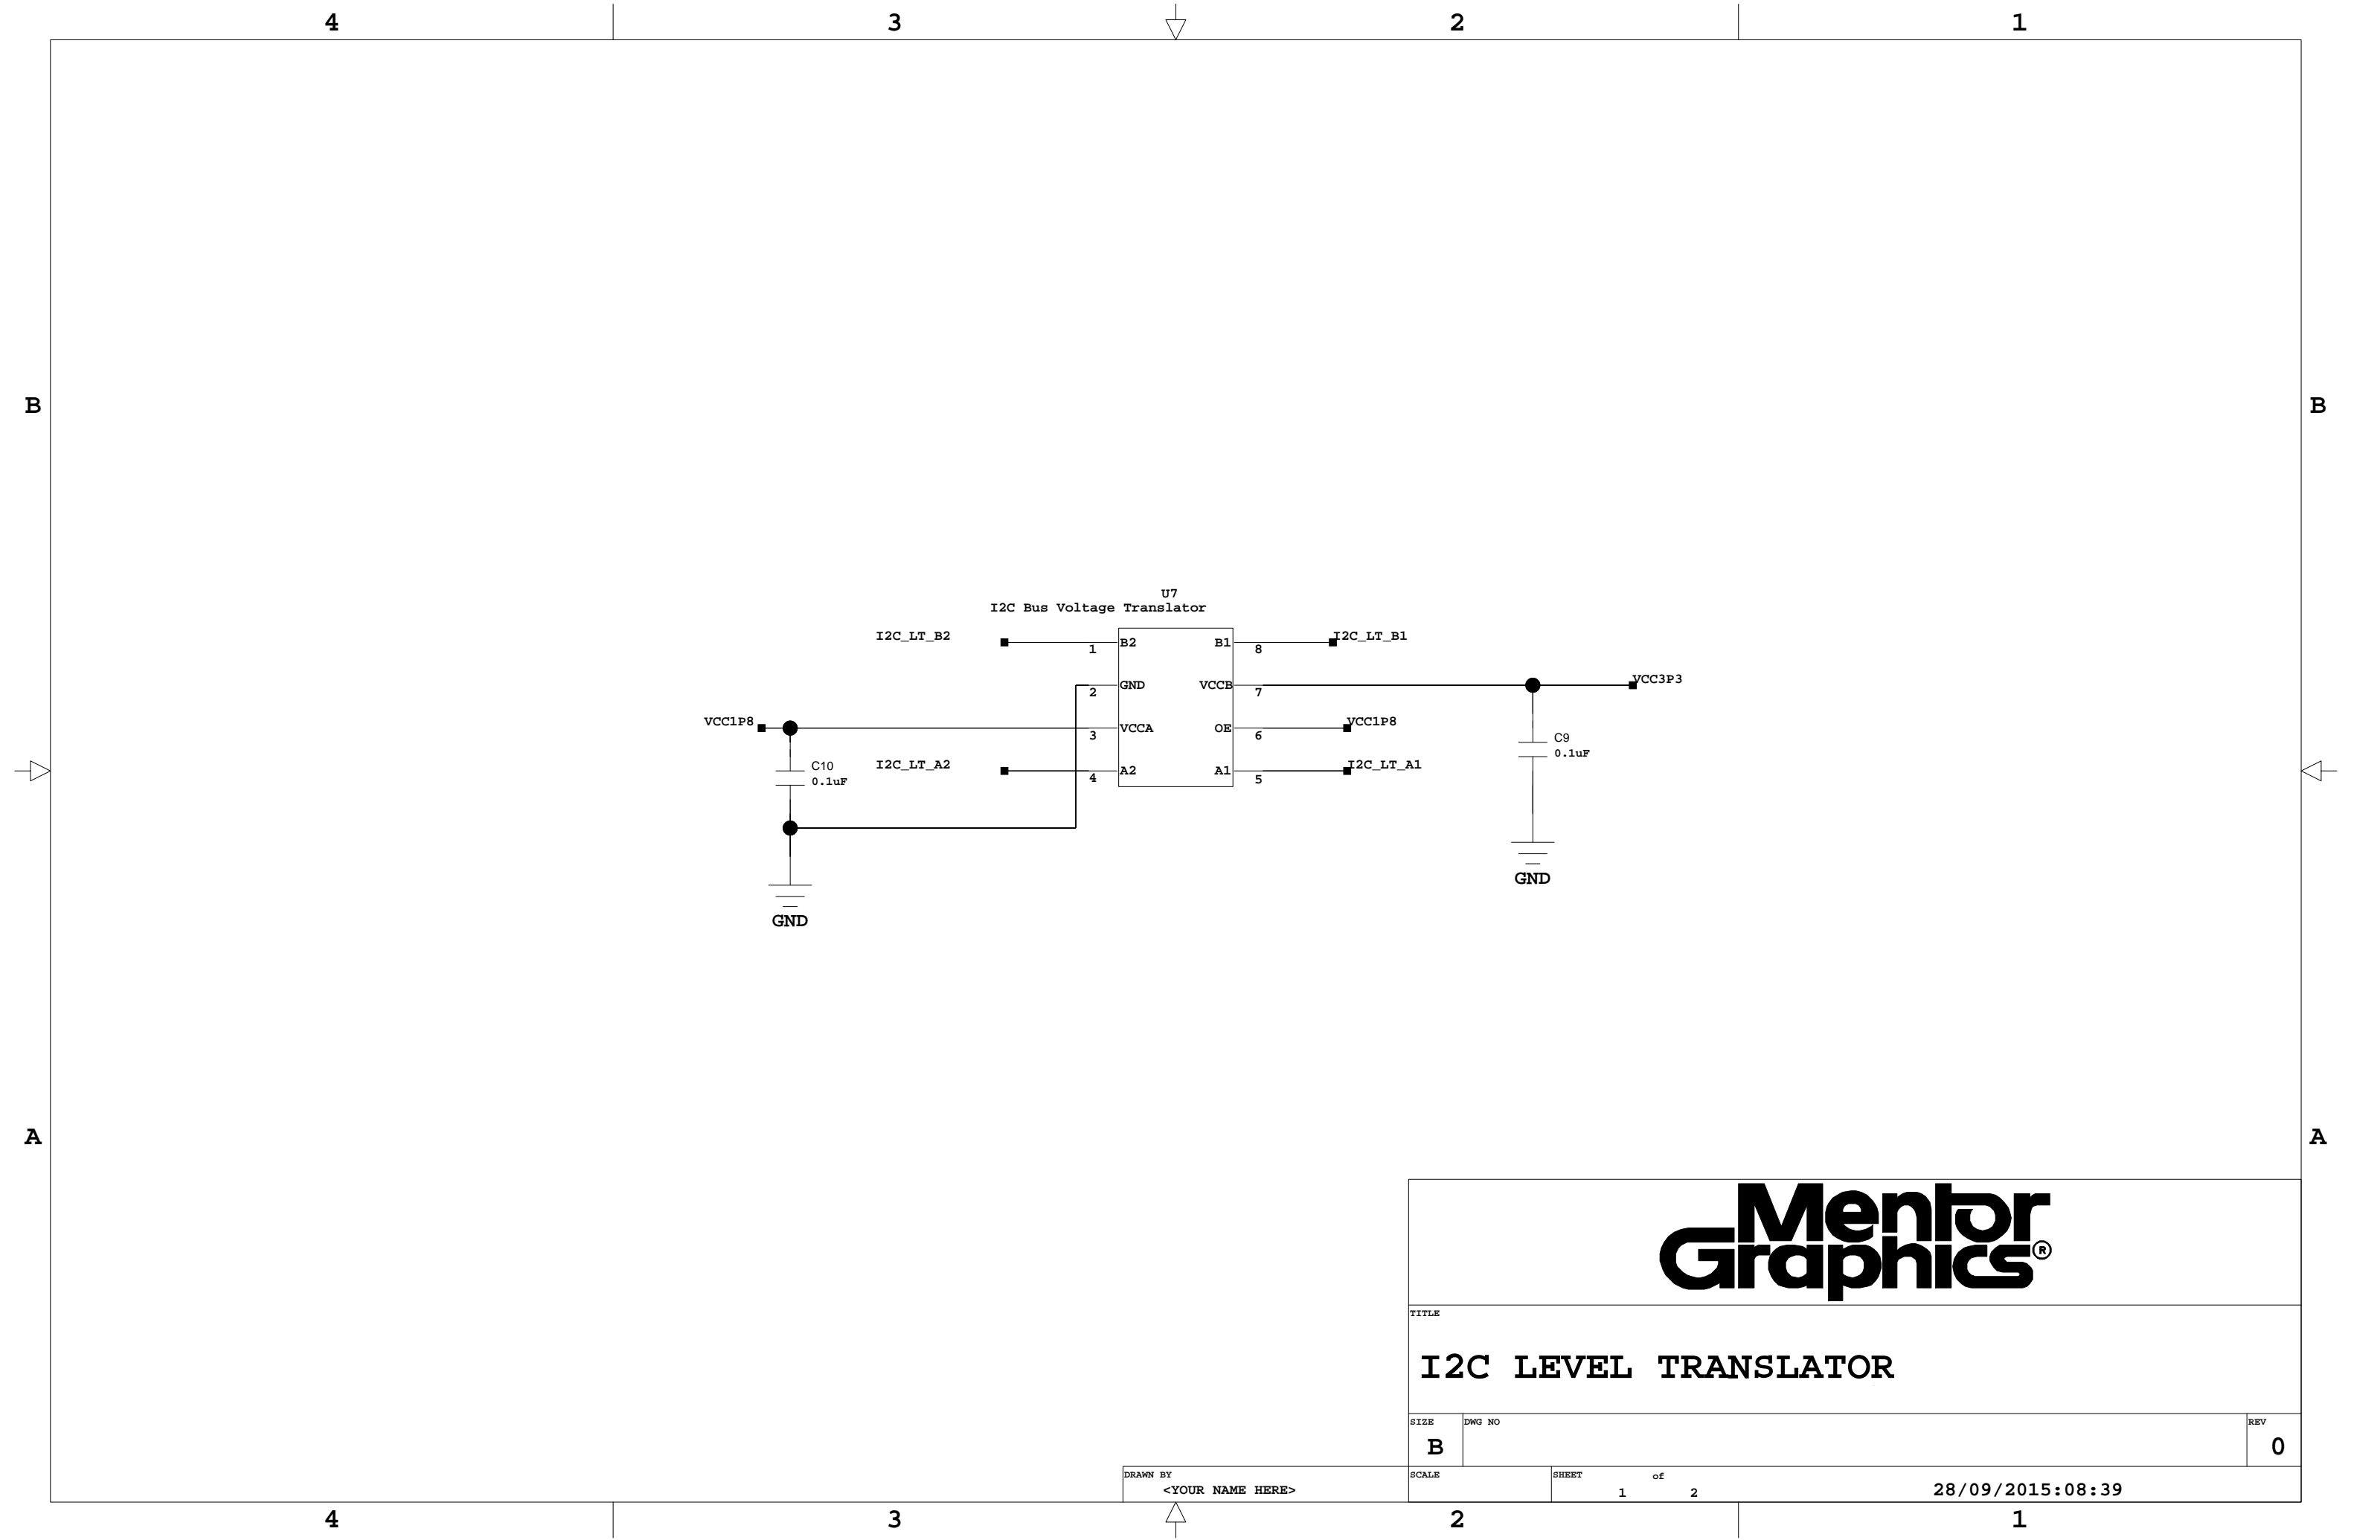 4 3 2 1
B B
U7
I2C Bus Voltage Translator
I2C_LT_B2 1 B2 B1 8 I2C_LT_B1
2 GND VCCB 7 VCC3P3
VCC1P8 3 VCCA OE 6 VCC1P8
C9
0.1uF
C10
0.1uF
I2C_LT_A2 4 A2 A1 5 I2C_LT_A1
GND
GND
A A
Mentor
Graphics®
TITLE
I2C LEVEL TRANSLATOR
SIZE DWG NO REV
B 0
DRAWN BY SCALE SHEET of
<YOUR NAME HERE> 1 2 28/09/2015:08:39
4 3 2 1